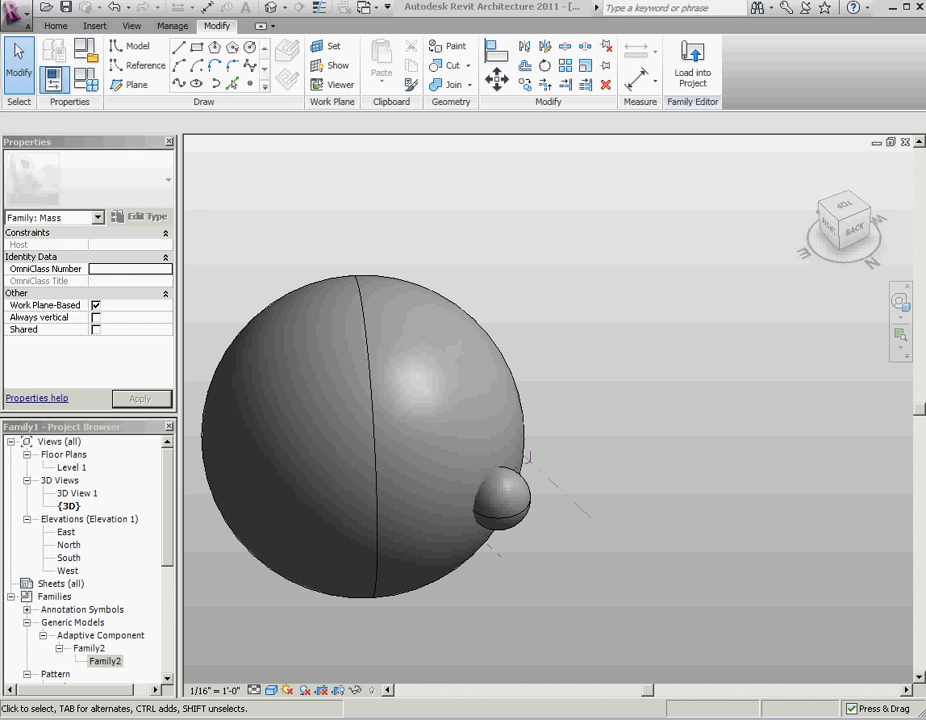 Autodesk Revit Architecture 2011 - [...
Type a keyword or phrase
Home
Insert
View
Manage
Modify
Modify
Model
Reference
Plane
Set
Show
Viewer
Paste
Paint
Cut
Join
Load into
Project
Select
Properties
Draw
Work Plane
Clipboard
Geometry
Modify
Measure
Family Editor
Properties
Family: Mass
Edit Type
Constraints
Host
Identity Data
OmniClass Number
OmniClass Title
Other
Work Plane-Based
Always vertical
Shared
Properties help
Apply
TOP
BACK
W
E
N
Family1 - Project Browser
Views (all)
Floor Plans
Level 1
3D Views
3D View 1
{3D}
Elevations (Elevation 1)
East
North
South
West
Sheets (all)
Families
Annotation Symbols
Generic Models
Adaptive Component
Family2
Family2
Pattern
1/16" = 1'-0"
Click to select, TAB for alternates, CTRL adds, SHIFT unselects.
Press & Drag